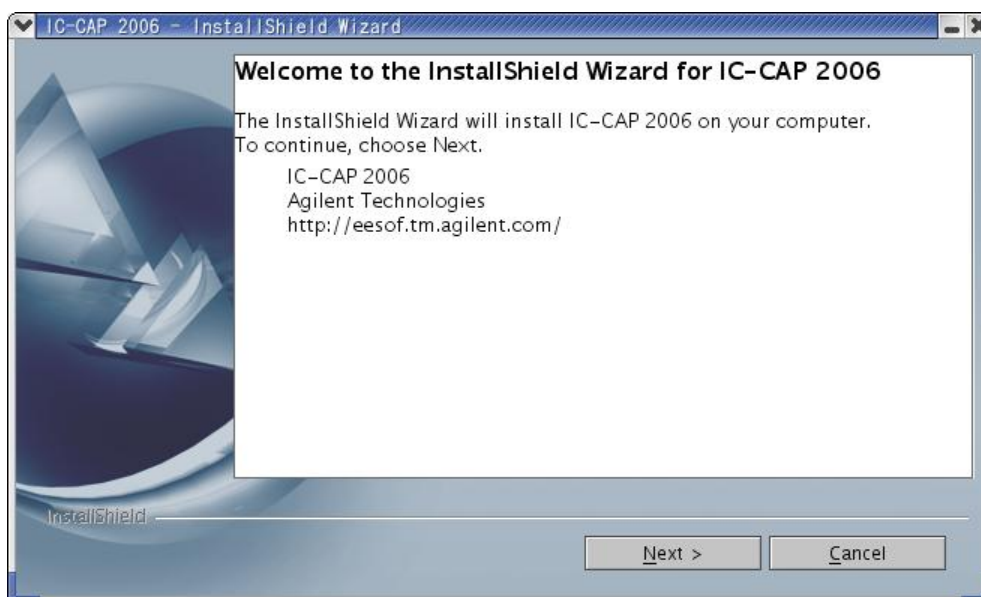 IC-CAP 2006 - InstallShield Wizard
Welcome to the InstallShield Wizard for IC-CAP 2006
The InstallShield Wizard will install IC-CAP 2006 on your computer.
To continue, choose Next.
IC-CAP 2006
Agilent Technologies
http://eesof.tm.agilent.com/
InstallShield
Next >
Cancel